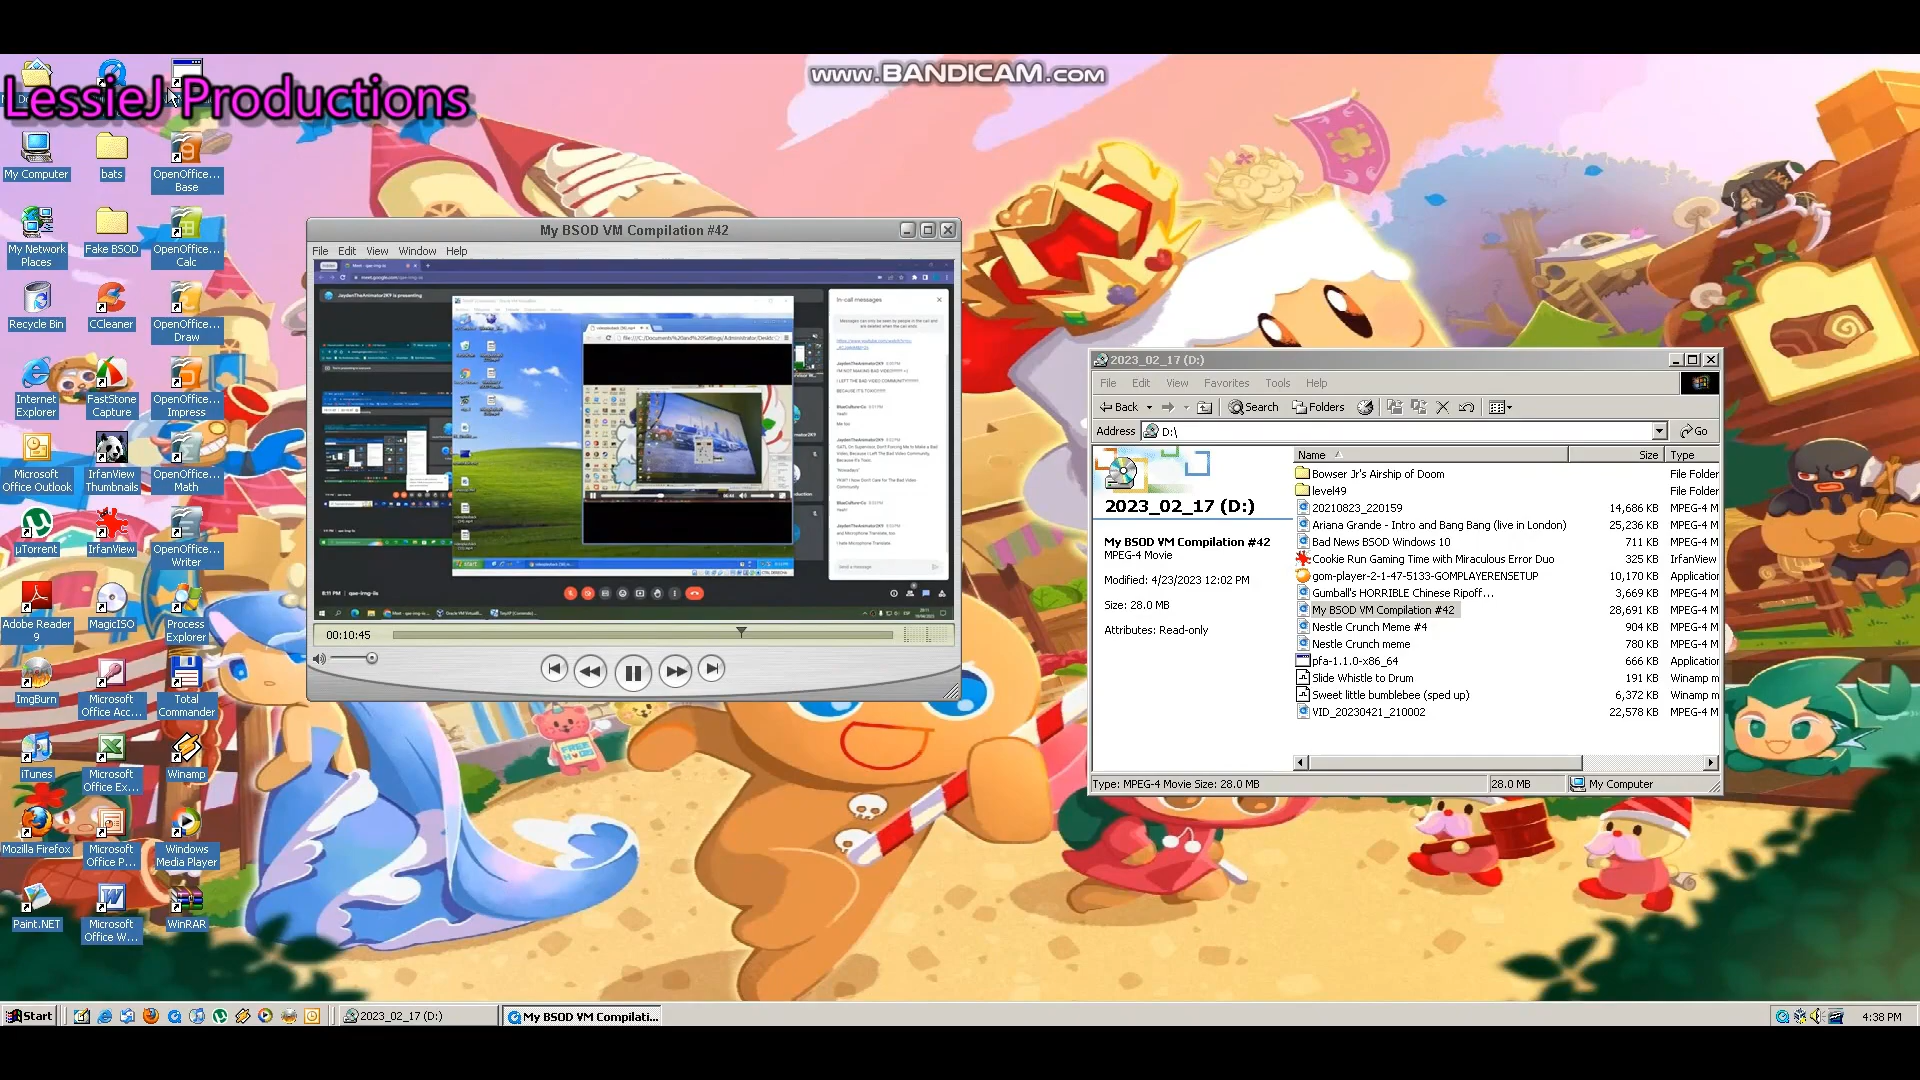 www.BANDICAM.com
LessieJ Productions
My Computer
bats
OpenOffice...
Base
My Network
Places
Fake BSOD
OpenOffice...
Calc
Recycle Bin
CCleaner
OpenOffice...
Draw
Internet
Explorer
FastStone
Capture
OpenOffice...
Impress
Microsoft
Office Outlook
IrfanView
Thumbnails
OpenOffice...
Math
µTorrent
IrfanView
OpenOffice...
Writer
Adobe Reader
9
MagicISO
Process
Explorer
ImgBurn
Microsoft
Office Acc...
Total
Commander
iTunes
Microsoft
Office Ex...
Winamp
Mozilla Firefox
Microsoft
Office P...
Windows
Media Player
Paint.NET
Microsoft
Office W...
WinRAR
My BSOD VM Compilation #42
File Edit View Window Help
JaydenTheAnimator2K9 is presenting
In-call messages
00:10:45
2023_02_17 (D:)
File Edit View Favorites Tools Help
Back Search Folders
Address D:\ Go
2023_02_17 (D:)
My BSOD VM Compilation #42
MPEG-4 Movie
Modified: 4/23/2023 12:02 PM
Size: 28.0 MB
Attributes: Read-only
Name Size Type
Bowser Jr's Airship of Doom File Folder
level49 File Folder
20210823_220159 14,686 KB MPEG-4 M
Ariana Grande - Intro and Bang Bang (live in London) 25,236 KB MPEG-4 M
Bad News BSOD Windows 10 711 KB MPEG-4 M
Cookie Run Gaming Time with Miraculous Error Duo 325 KB IrfanView
gom-player-2-1-47-5133-GOMPLAYERENSETUP 10,170 KB Applicatior
Gumball's HORRIBLE Chinese Ripoff... 3,669 KB MPEG-4 M
My BSOD VM Compilation #42 28,691 KB MPEG-4 M
Nestle Crunch Meme #4 904 KB MPEG-4 M
Nestle Crunch meme 780 KB MPEG-4 M
pfa-1.1.0-x86_64 666 KB Applicatior
Slide Whistle to Drum 191 KB Winamp m
Sweet little bumblebee (sped up) 6,372 KB Winamp m
VID_20230421_210002 22,578 KB MPEG-4 M
Type: MPEG-4 Movie Size: 28.0 MB 28.0 MB My Computer
FREE
HUGS
Start 2023_02_17 (D:) My BSOD VM Compilati... 4:38 PM